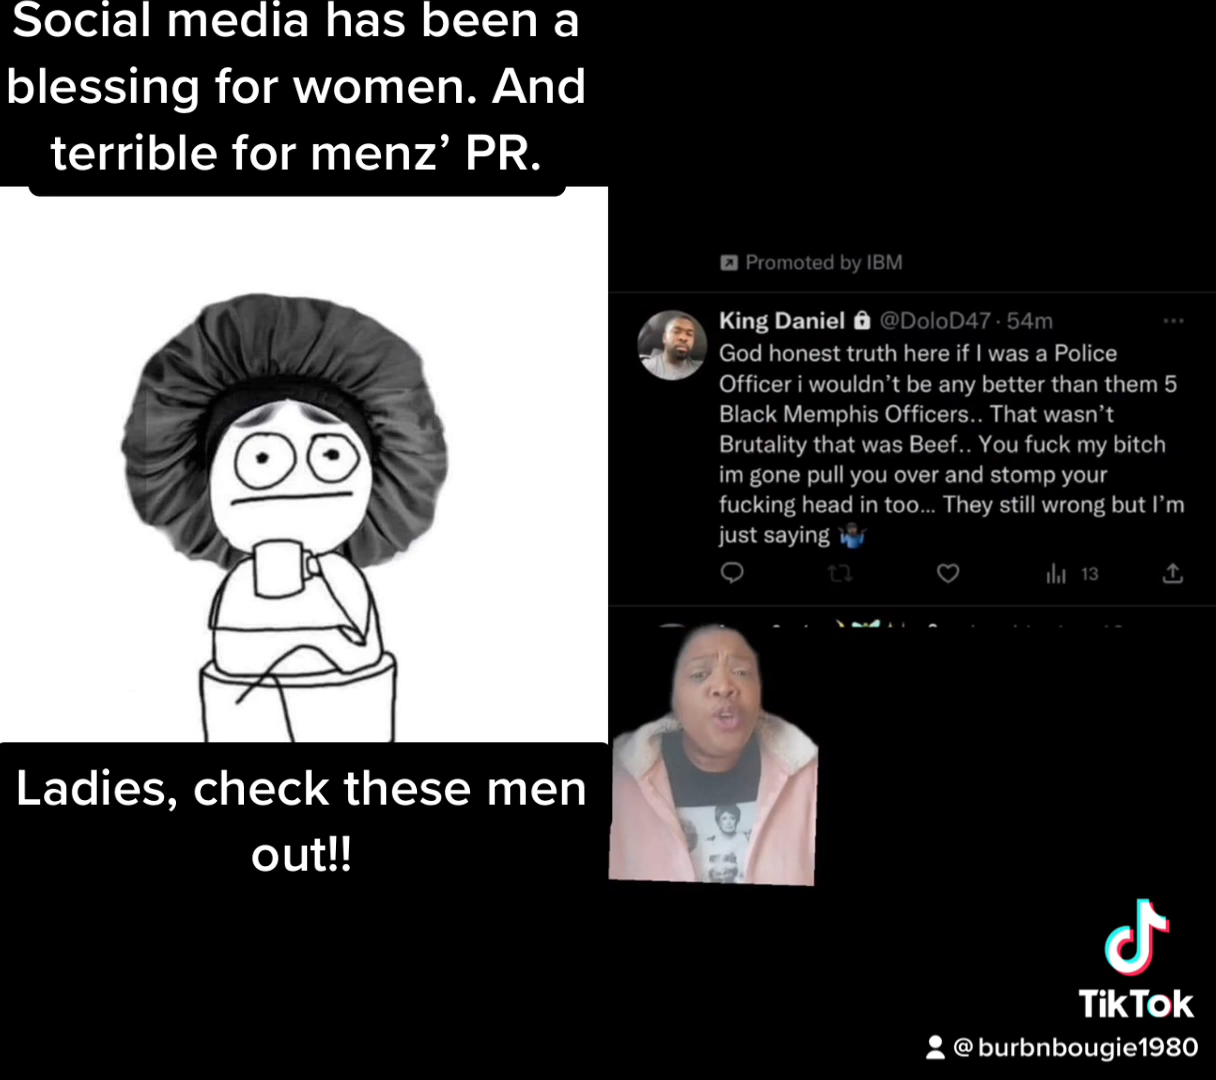 Social media has been a
blessing for women. And
terrible for menz’ PR.
Ladies, check these men
out!!
Promoted by IBM
King Daniel @DoloD47 · 54m
God honest truth here if I was a Police
Officer i wouldn’t be any better than them 5
Black Memphis Officers.. That wasn’t
Brutality that was Beef.. You fuck my bitch
im gone pull you over and stomp your
fucking head in too... They still wrong but I’m
just saying 🤷🏿‍♂️
13
TikTok
@burbnbougie1980